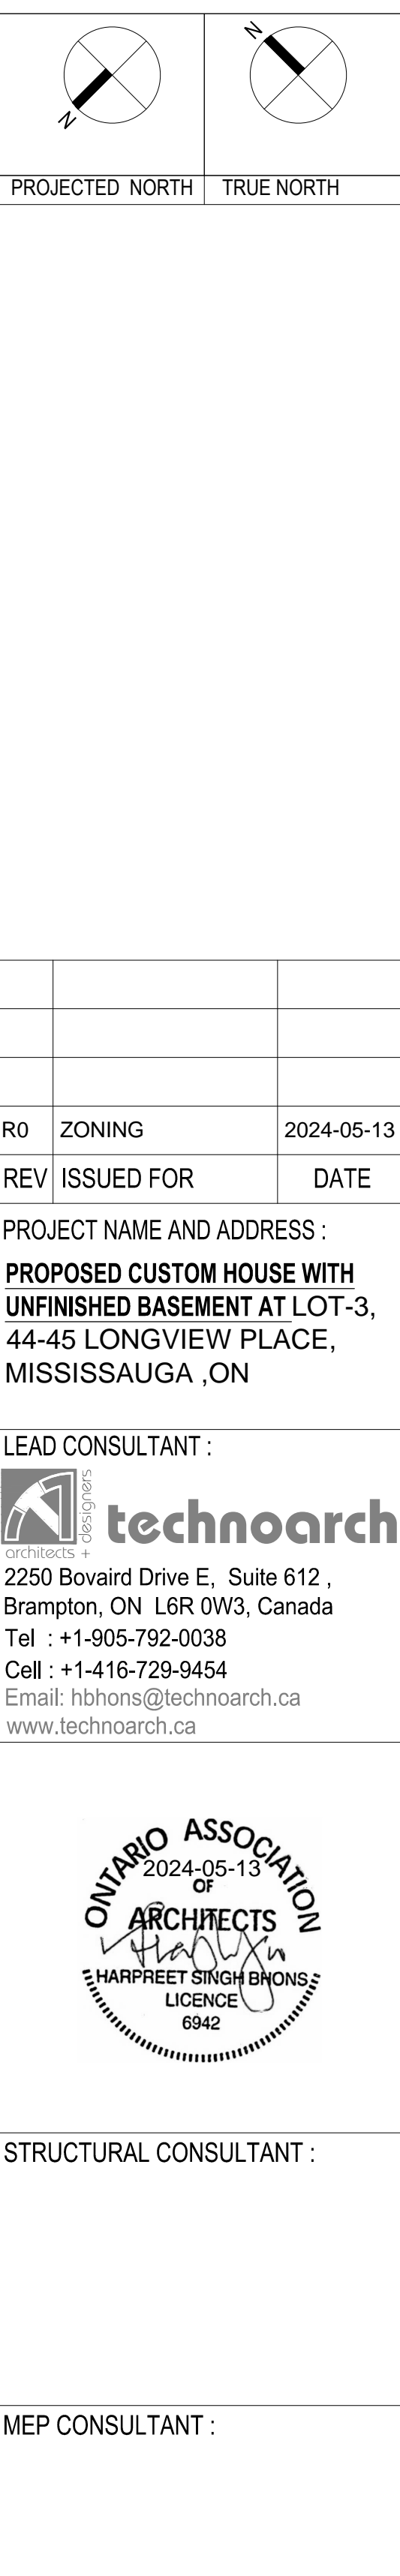 N
N
PROJECTED NORTH
TRUE NORTH
R0 ZONING 2024-05-13
REV ISSUED FOR DATE
PROJECT NAME AND ADDRESS :
PROPOSED CUSTOM HOUSE WITH
UNFINISHED BASEMENT AT LOT-3,
44-45 LONGVIEW PLACE,
MISSISSAUGA ,ON
LEAD CONSULTANT :
designers
architects +
technoarch
2250 Bovaird Drive E, Suite 612 ,
Brampton, ON L6R 0W3, Canada
Tel : +1-905-792-0038
Cell : +1-416-729-9454
Email: hbhons@technoarch.ca
www.technoarch.ca
ONTARIO ASSOCIATION
2024-05-13
OF
ARCHITECTS
HARPREET SINGH BHONS
LICENCE
6942
STRUCTURAL CONSULTANT :
MEP CONSULTANT :